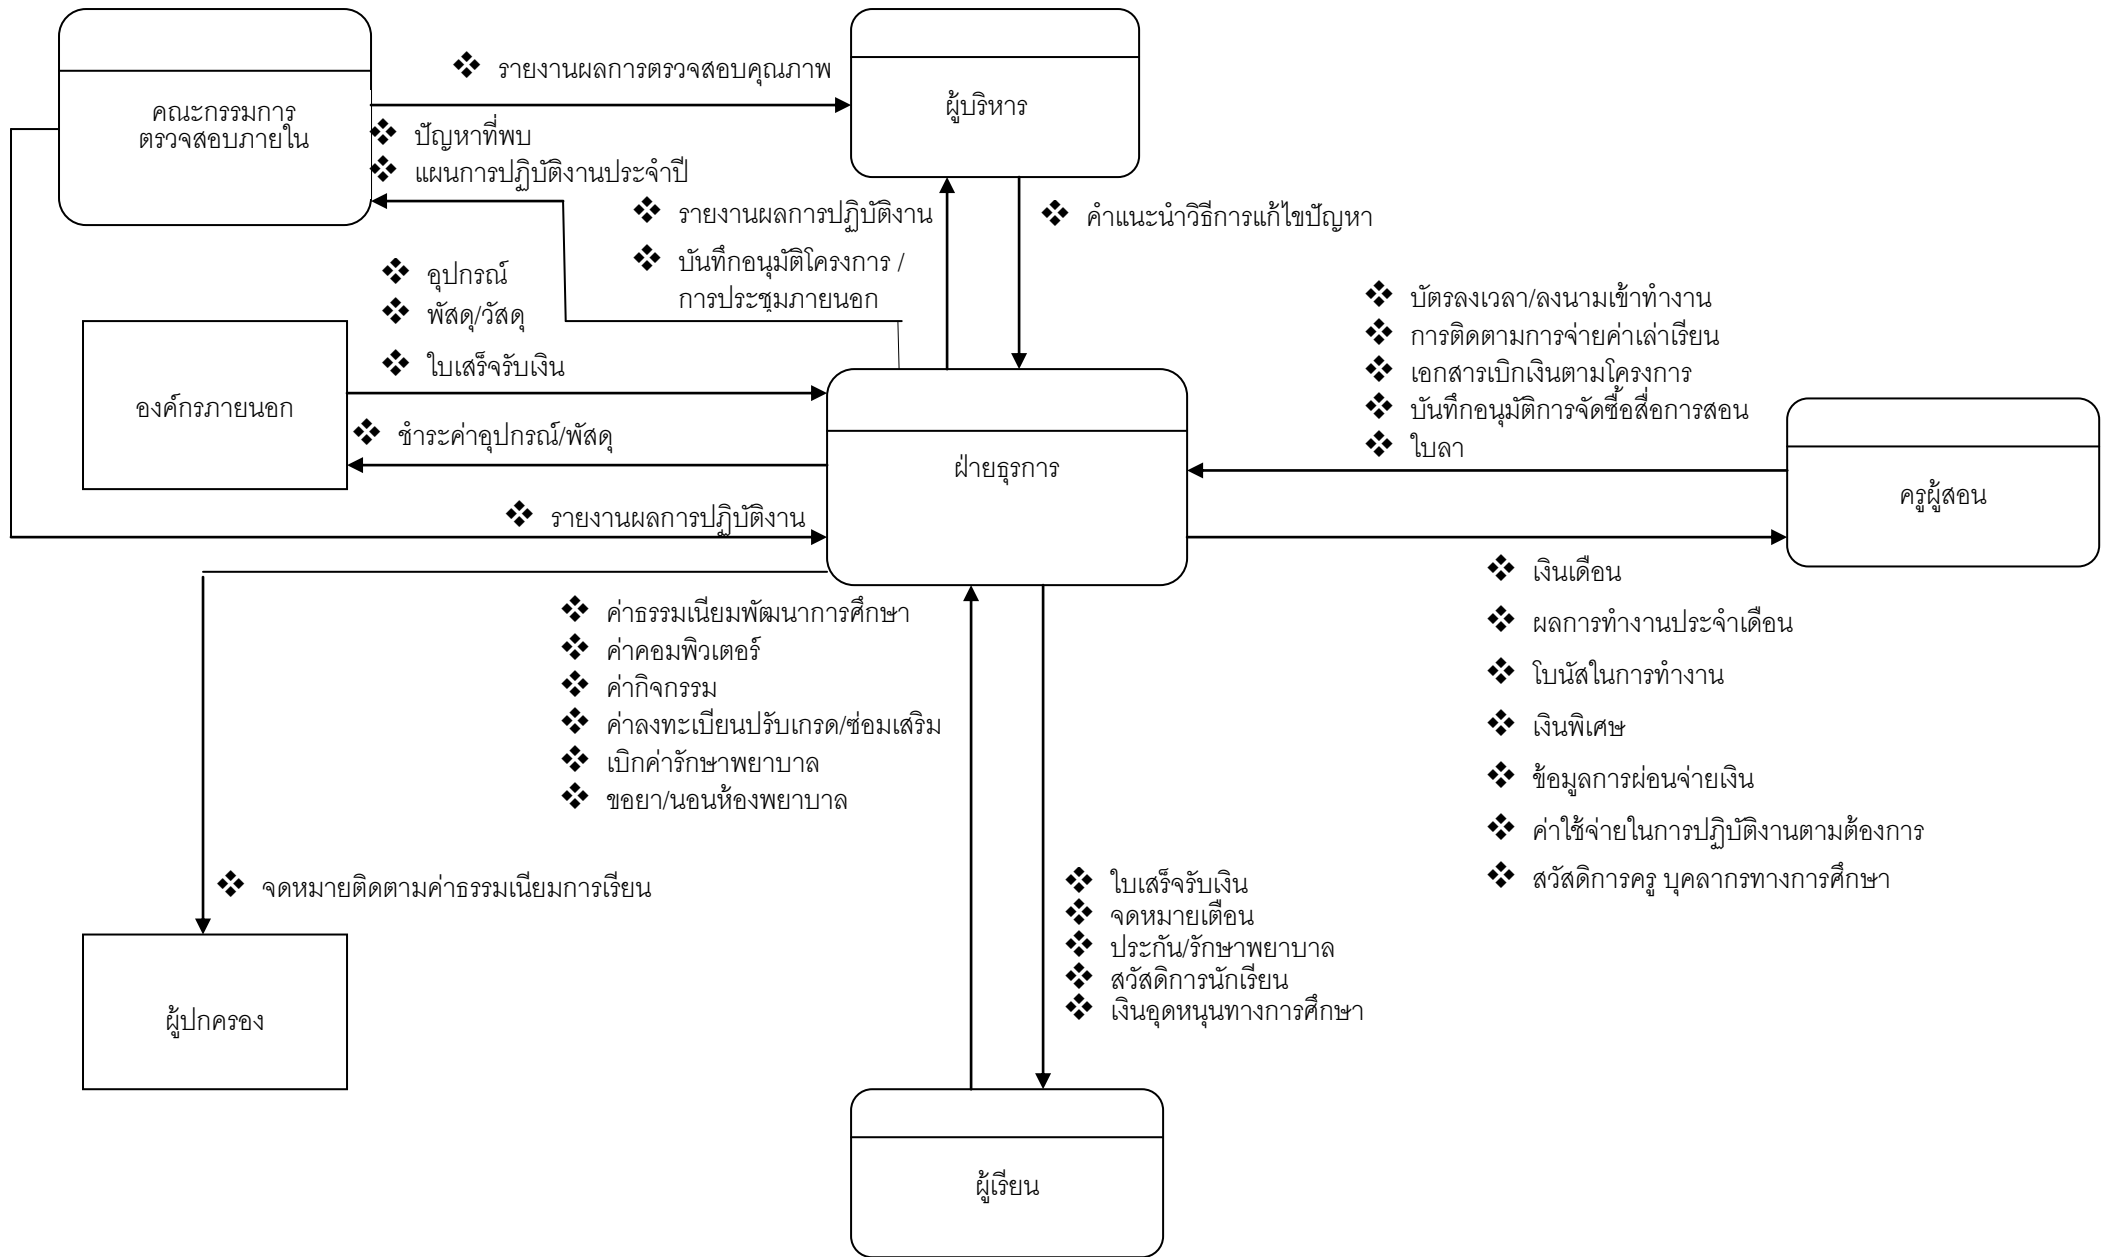 ❖ รายงานผลการตรวจสอบคุณภาพ
คณะกรรมการ
ตรวจสอบภายใน
ผู้บริหาร
❖ ปัญหาที่พบ
❖ แผนการปฏิบัติงานประจำปี
❖ รายงานผลการปฏิบัติงาน
❖ บันทึกอนุมัติโครงการ /
การประชุมภายนอก
❖ คำแนะนำวิธีการแก้ไขปัญหา
❖ อุปกรณ์
❖ พัสดุ/วัสดุ
❖ ใบเสร็จรับเงิน
องค์กรภายนอก
❖ ชำระค่าอุปกรณ์/พัสดุ
❖ รายงานผลการปฏิบัติงาน
ฝ่ายธุรการ
❖ บัตรลงเวลา/ลงนามเข้าทำงาน
❖ การติดตามการจ่ายค่าเล่าเรียน
❖ เอกสารเบิกเงินตามโครงการ
❖ บันทึกอนุมัติการจัดซื้อสื่อการสอน
❖ ใบลา
ครูผู้สอน
❖ เงินเดือน
❖ ผลการทำงานประจำเดือน
❖ โบนัสในการทำงาน
❖ เงินพิเศษ
❖ ข้อมูลการผ่อนจ่ายเงิน
❖ ค่าใช้จ่ายในการปฏิบัติงานตามต้องการ
❖ สวัสดิการครู บุคลากรทางการศึกษา
❖ ค่าธรรมเนียมพัฒนาการศึกษา
❖ ค่าคอมพิวเตอร์
❖ ค่ากิจกรรม
❖ ค่าลงทะเบียนปรับเกรด/ซ่อมเสริม
❖ เบิกค่ารักษาพยาบาล
❖ ขอยา/นอนห้องพยาบาล
❖ จดหมายติดตามค่าธรรมเนียมการเรียน
ผู้ปกครอง
❖ ใบเสร็จรับเงิน
❖ จดหมายเตือน
❖ ประกัน/รักษาพยาบาล
❖ สวัสดิการนักเรียน
❖ เงินอุดหนุนทางการศึกษา
ผู้เรียน